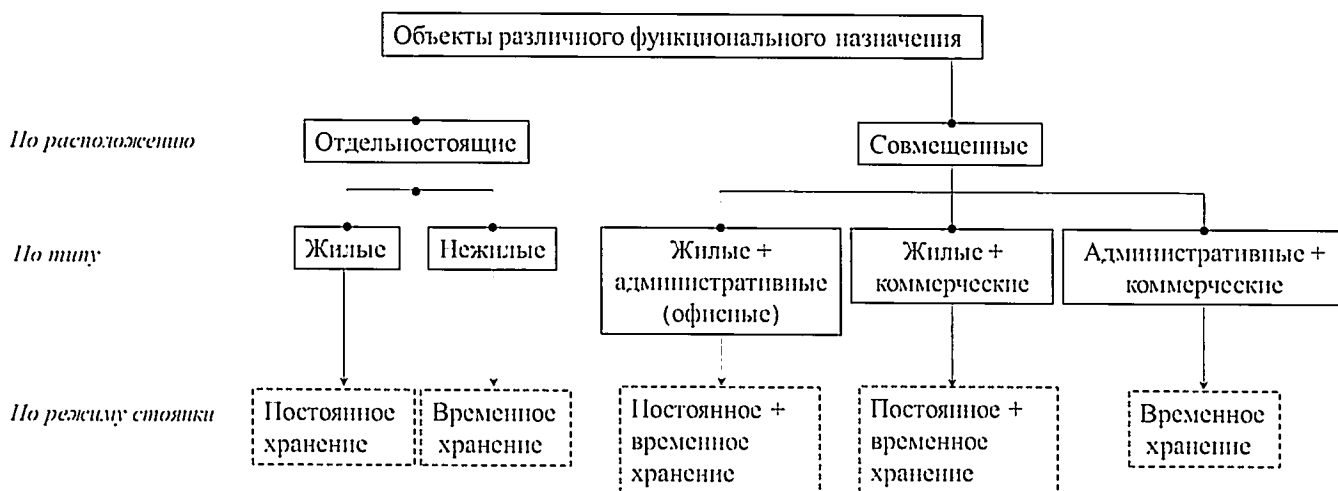 Объекты различного функционального назначения
По расположению
Отдельностоящие
Совмещенные
По типу
Жилые
Нежилые
Жилые +
административные
(офисные)
Жилые +
коммерческие
Административные +
коммерческие
По режиму стоянки
Постоянное
хранение
Временное
хранение
Постоянное +
временное
хранение
Постоянное +
временное
хранение
Временное
хранение